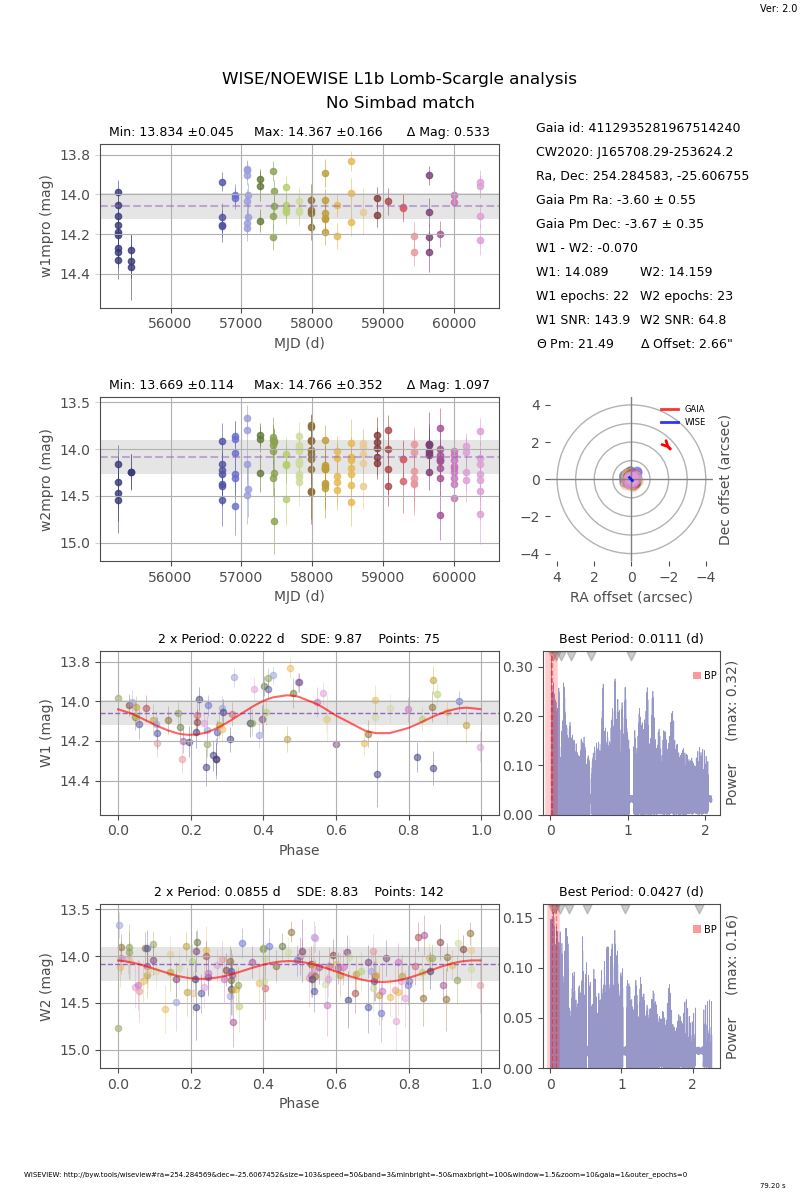 Ver: 2.0
WISE/NOEWISE L1b Lomb-Scargle analysis
No Simbad match
Min: 13.834 ±0.045 Max: 14.367 ±0.166 Δ Mag: 0.533
13.8
14.0
14.2
14.4
w1mpro (mag)
56000 57000 58000 59000 60000
MJD (d)
Gaia id: 4112935281967514240
CW2020: J165708.29-253624.2
Ra, Dec: 254.284583, -25.606755
Gaia Pm Ra: -3.60 ± 0.55
Gaia Pm Dec: -3.67 ± 0.35
W1 - W2: -0.070
W1: 14.089 W2: 14.159
W1 epochs: 22 W2 epochs: 23
W1 SNR: 143.9 W2 SNR: 64.8
Θ Pm: 21.49 Δ Offset: 2.66"
Min: 13.669 ±0.114 Max: 14.766 ±0.352 Δ Mag: 1.097
13.5
14.0
14.5
15.0
w2mpro (mag)
56000 57000 58000 59000 60000
MJD (d)
GAIA
WISE
4
2
0
−2
−4
4 2 0 −2 −4
RA offset (arcsec)
Dec offset (arcsec)
2 x Period: 0.0222 d SDE: 9.87 Points: 75
13.8
14.0
14.2
14.4
W1 (mag)
0.0 0.2 0.4 0.6 0.8 1.0
Phase
Best Period: 0.0111 (d)
BP
0.30
0.20
0.10
0.00
0 1 2
Power (max: 0.32)
2 x Period: 0.0855 d SDE: 8.83 Points: 142
13.5
14.0
14.5
15.0
W2 (mag)
0.0 0.2 0.4 0.6 0.8 1.0
Phase
Best Period: 0.0427 (d)
BP
0.15
0.10
0.05
0.00
0 1 2
Power (max: 0.16)
WISEVIEW: http://byw.tools/wiseview#ra=254.284569&dec=-25.6067452&size=103&speed=50&band=3&minbright=-50&maxbright=100&window=1.5&zoom=10&gaia=1&outer_epochs=0
79.20 s